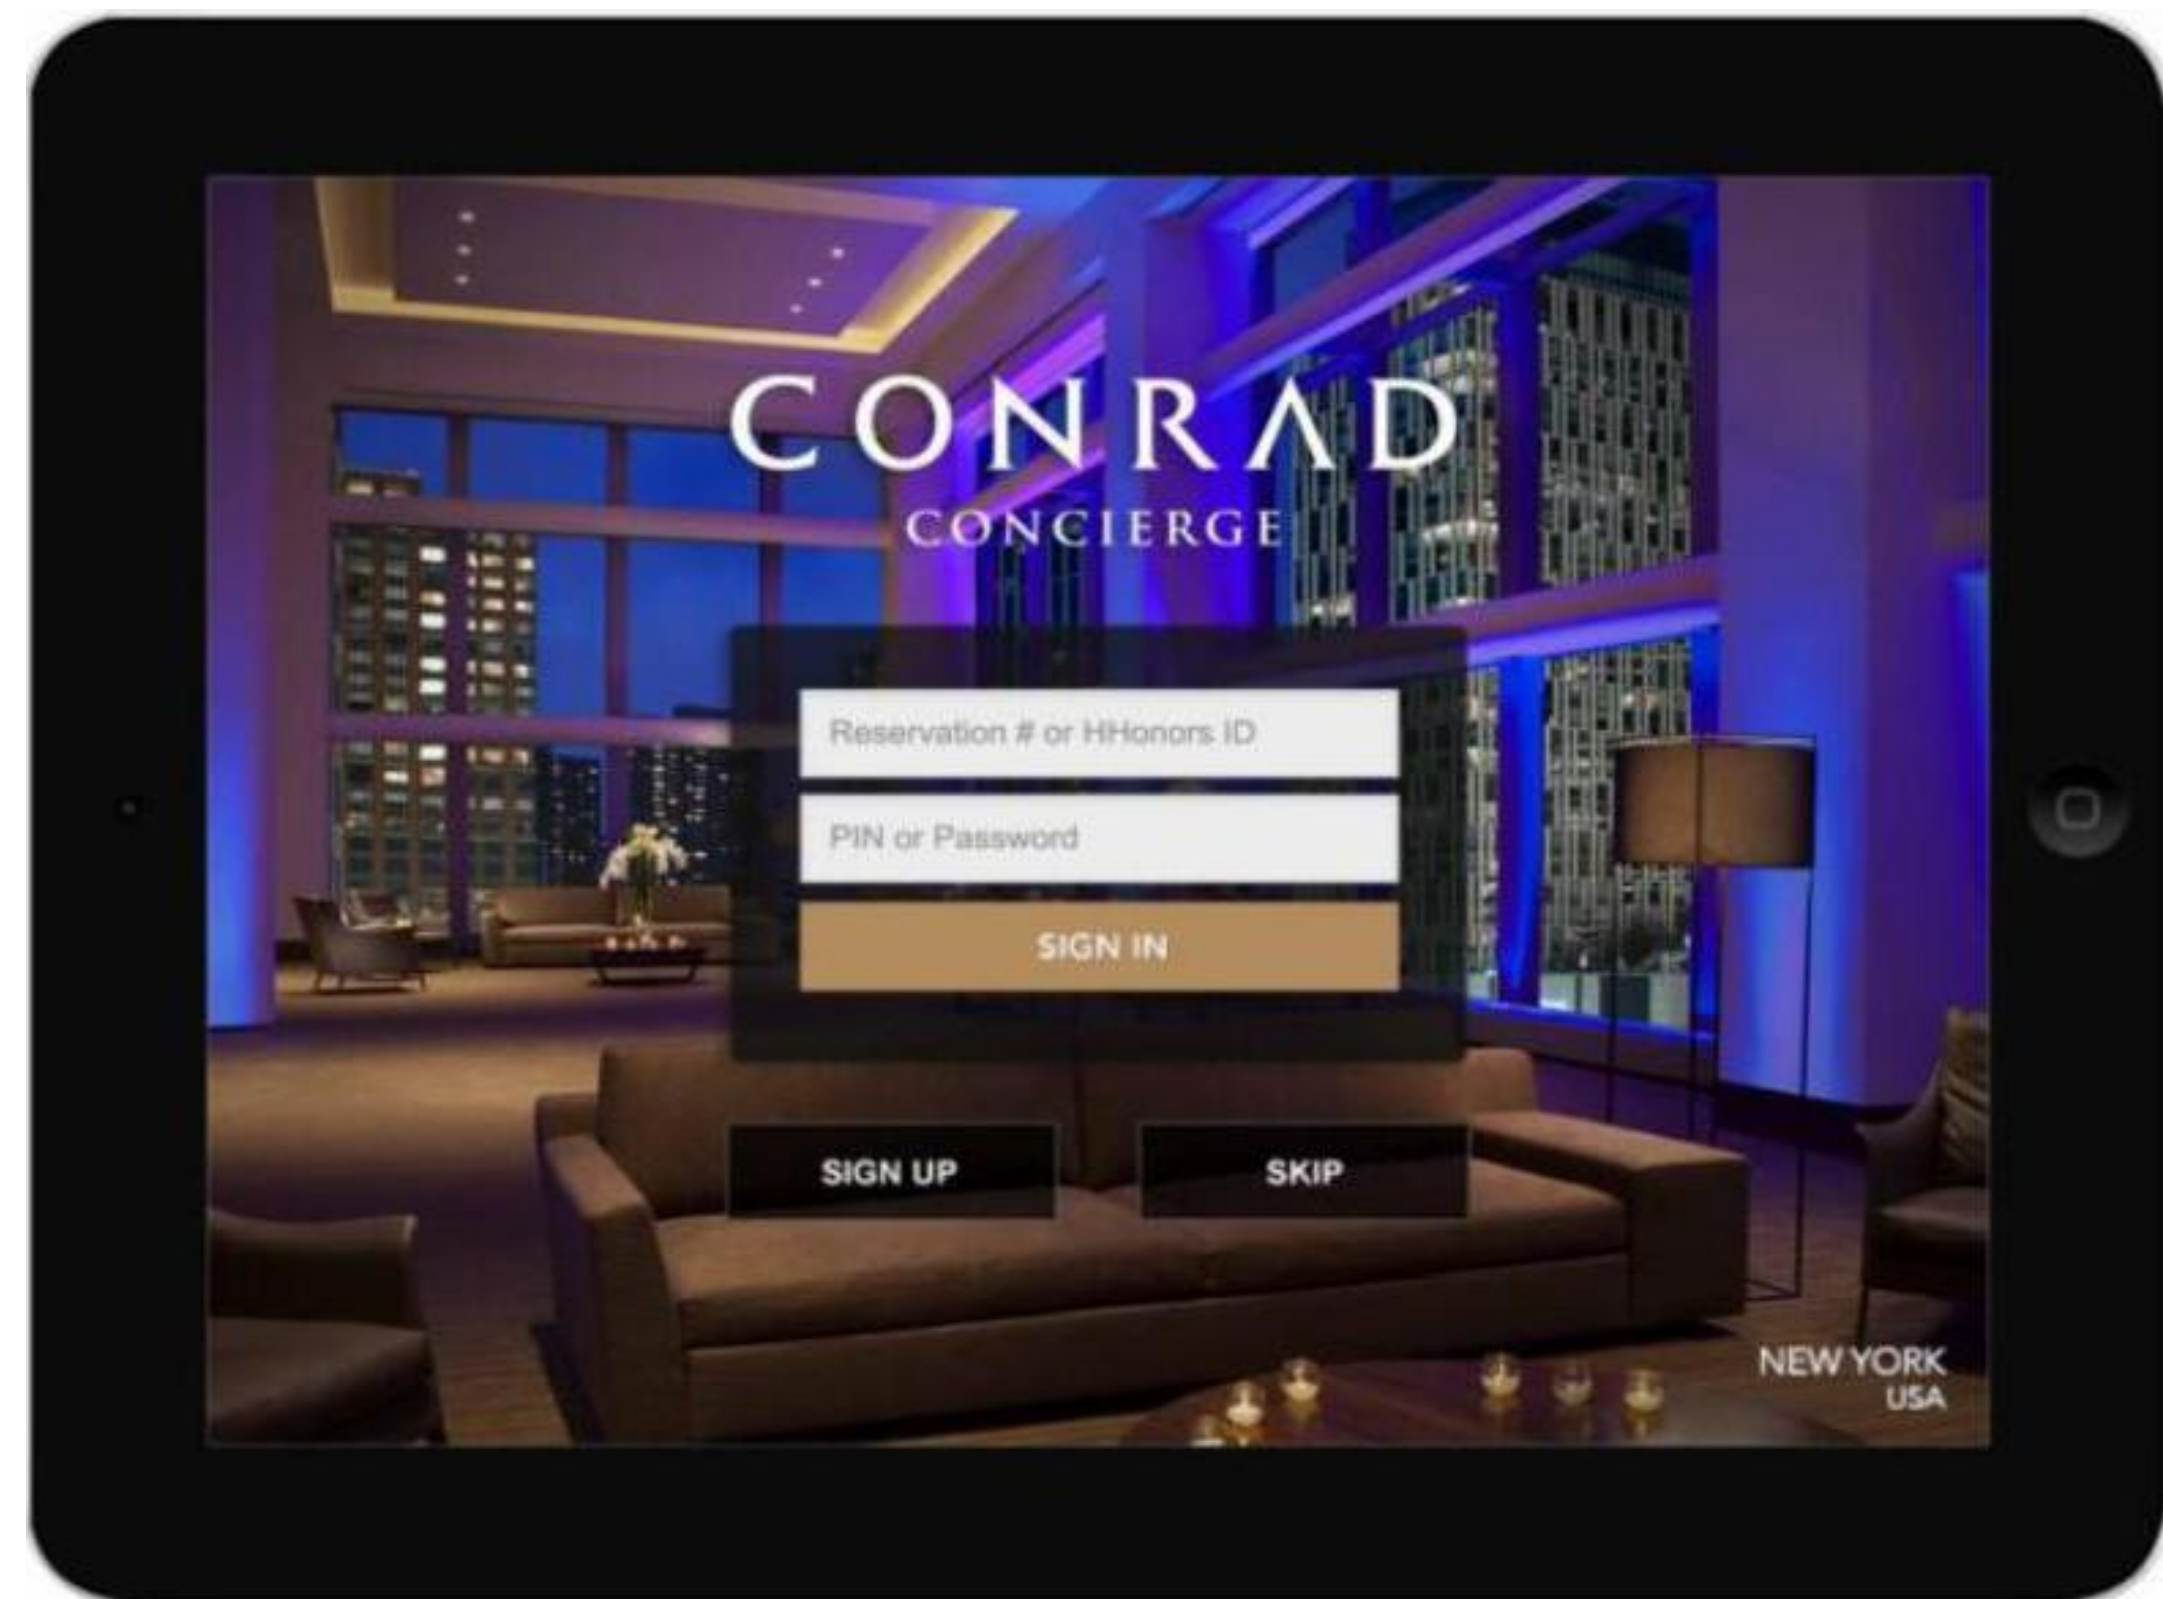 CONRAD
CONCIERGE
Reservation # or HHonors ID
PIN or Password
SIGN IN
SIGN UP
SKIP
NEW YORK
USA